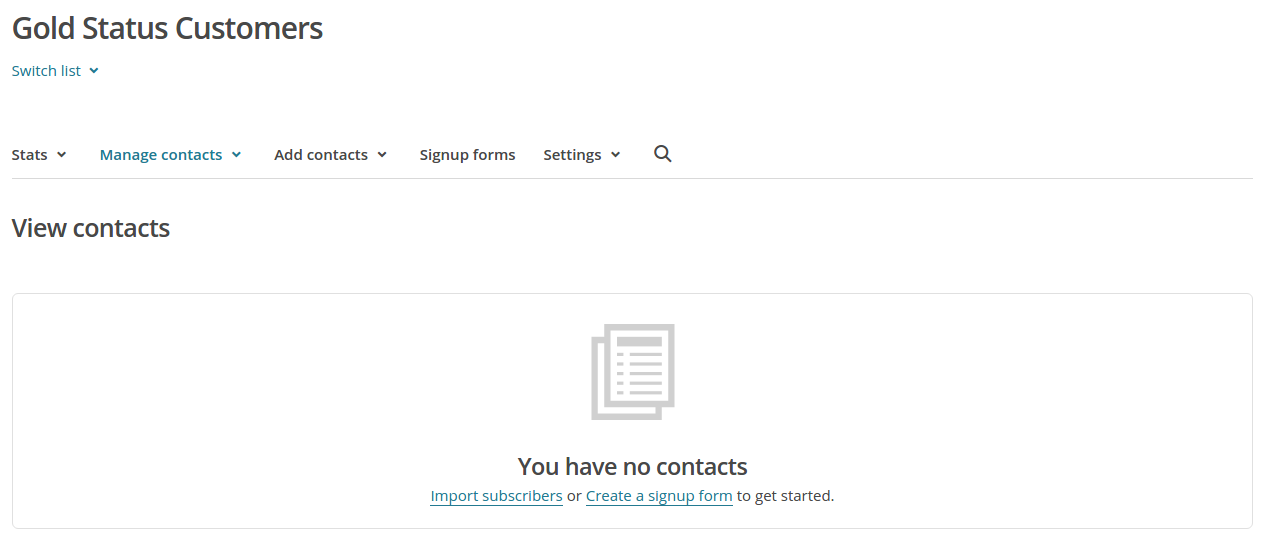 Gold Status Customers
Switch list
Stats Manage contacts Add contacts Signup forms Settings
View contacts
You have no contacts
Import subscribers or Create a signup form to get started.